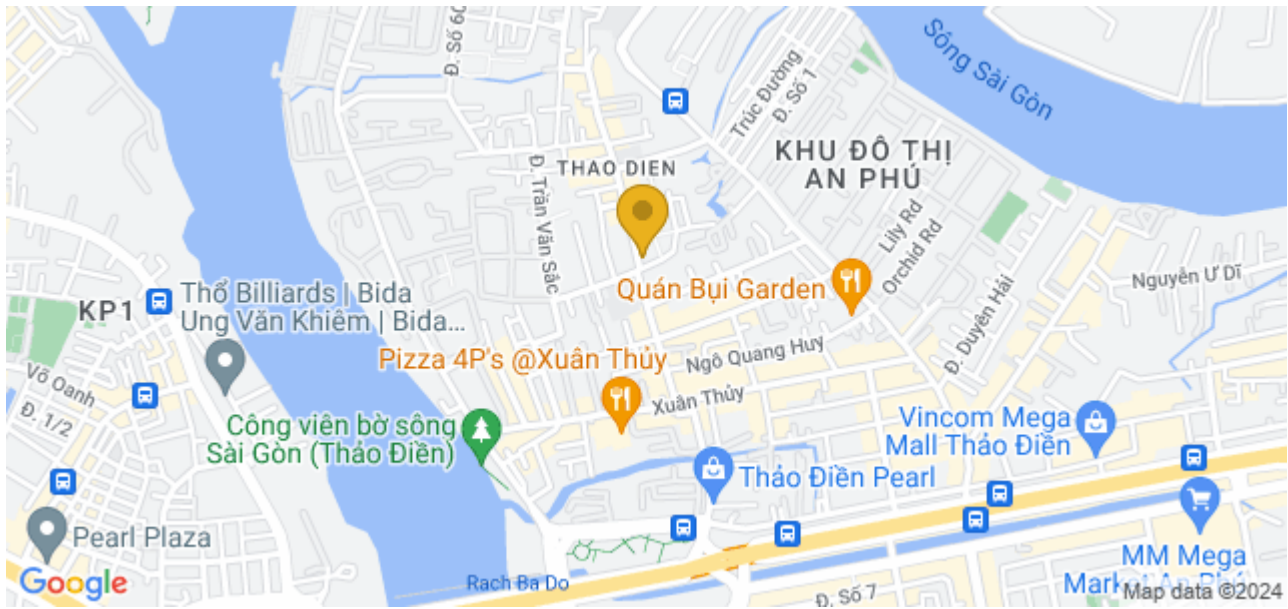 Đ. Số 60
Sông Sài Gòn
Trúc Đường
Đ. Số 1
KHU ĐÔ THỊ
AN PHÚ
THAO DIEN
Đ. Trần Văn Sắc
Lily Rd
Orchid Rd
Nguyễn Ư Dĩ
KP1
Thổ Billiards | Bida
Ung Văn Khiêm | Bida...
Quán Bụi Garden
Đ. Duyên Hải
Võ Oanh
Đ. 1/2
Pizza 4P's @Xuân Thủy
Ngô Quang Huy
Xuân Thủy
Công viên bờ sông
Sài Gòn (Thảo Điền)
Vincom Mega
Mall Thảo Điền
Thảo Điền Pearl
Pearl Plaza
MM Mega
Market An Phú
Google
Rach Ba Do
Đ. Số 7
Map data ©2024